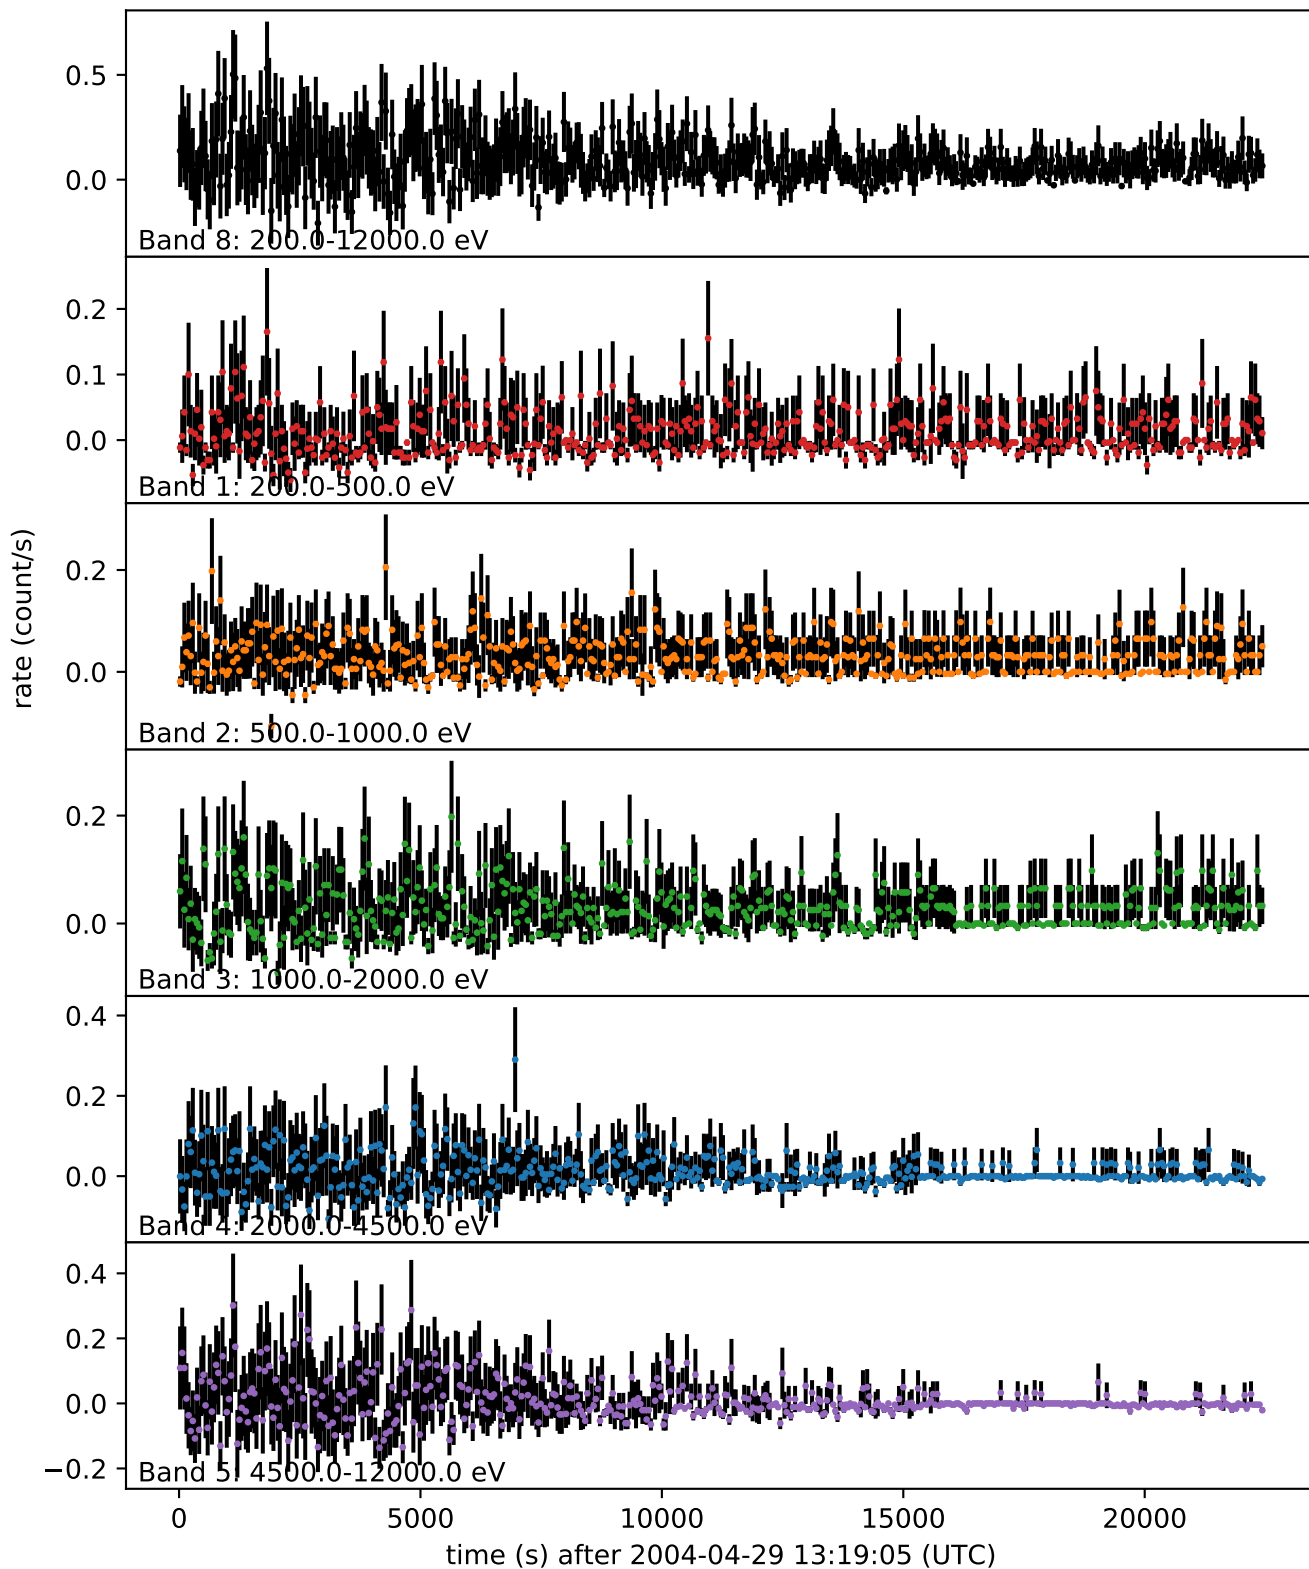 0.5
0.0
Band 8: 200.0-12000.0 eV
0.2
0.1
0.0
Band 1: 200.0-500.0 eV
rate (count/s)
0.2
0.0
Band 2: 500.0-1000.0 eV
0.2
0.0
Band 3: 1000.0-2000.0 eV
0.4
0.2
0.0
Band 4: 2000.0-4500.0 eV
0.4
0.2
0.0
−0.2
Band 5: 4500.0-12000.0 eV
0 5000 10000 15000 20000
time (s) after 2004-04-29 13:19:05 (UTC)